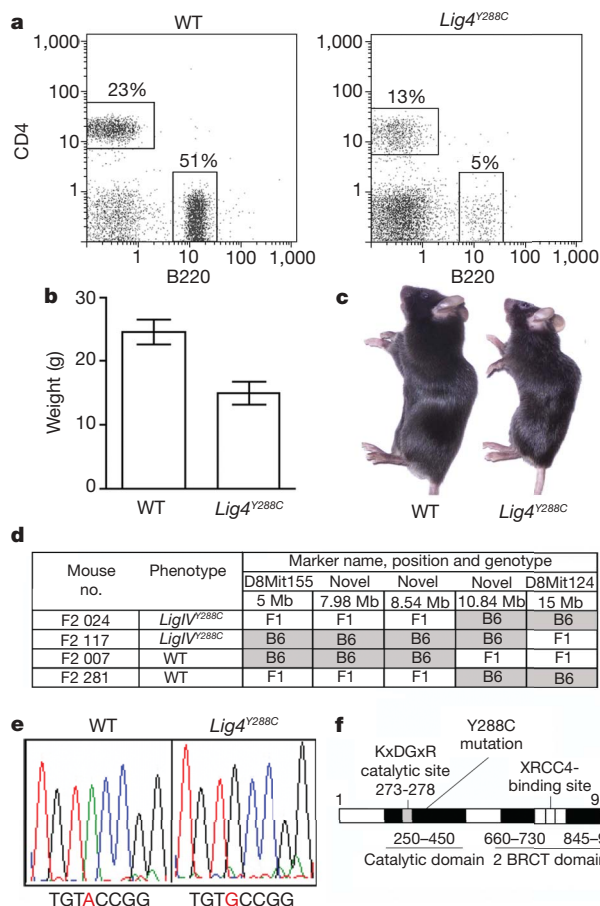 a
WT
Lig4Y288C
1,000
100
10
1
CD4
23%
51%
1
10
100
1,000
B220
1,000
100
10
1
13%
5%
1
10
100
1,000
B220
b
30
20
10
0
Weight (g)
WT
Lig4Y288C
c
WT
Lig4Y288C
d
Mouse no. Phenotype Marker name, position and genotype
D8Mit155 Novel Novel Novel D8Mit124
5 Mb 7.98 Mb 8.54 Mb 10.84 Mb 15 Mb
F2 024 LigIVY288C F1 F1 F1 B6 B6
F2 117 LigIVY288C B6 B6 B6 B6 F1
F2 007 WT B6 B6 B6 F1 F1
F2 281 WT F1 F1 F1 B6 B6
e
WT
Lig4Y288C
TGTACCGG
TGTGCCGG
f
Y288C
mutation
KxDGxR
catalytic site
273–278
XRCC4-
binding site
1
9
250–450
660–730
845–9
Catalytic domain
2 BRCT domain